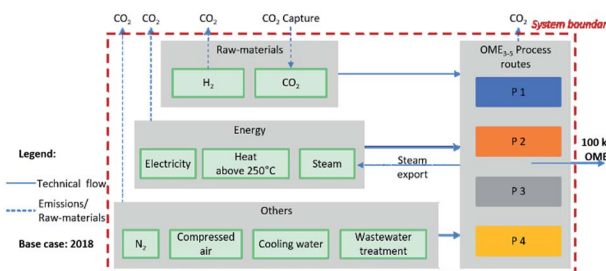 CO₂ CO₂ CO₂ CO₂ Capture CO₂
System
Raw-materials
H₂ CO₂
OME₃₋₅ Process
routes
P 1
P 2
P 3
P 4
Energy
Electricity
Heat
above 250°C
Steam
Steam
export
100
Others
N₂
Compressed
air
Cooling water
Wastewater
treatment
Legend:
Technical flow
Emissions/
Raw-materials
Base case: 2018